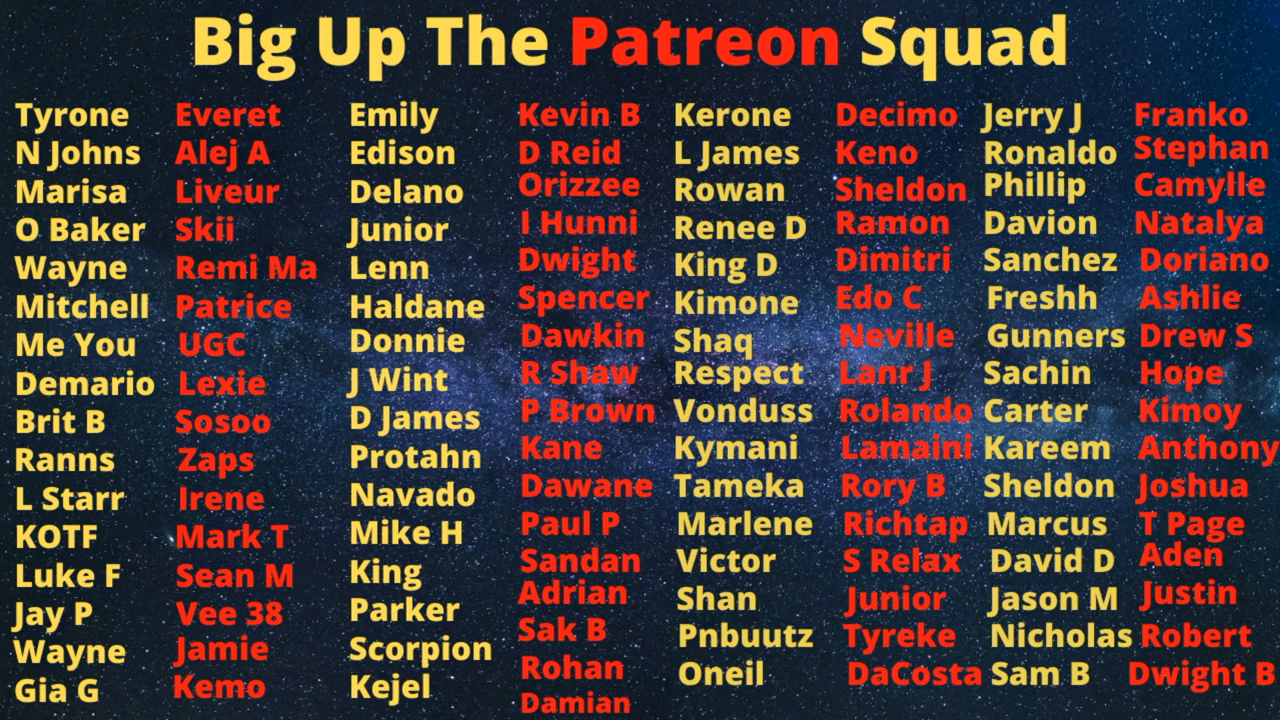 Big Up The Patreon Squad
Tyrone Everet Emily Kevin B Kerone Decimo Jerry J Franko
N Johns Alej A Edison D Reid L James Keno Ronaldo Stephan
Marisa Liveur Delano Orizzee Rowan Sheldon Phillip Camylle
O Baker Skii Junior I Hunni Renee D Ramon Davion Natalya
Wayne Remi Ma Lenn Dwight King D Dimitri Sanchez Doriano
Mitchell Patrice Haldane Spencer Kimone Edo C Freshh Ashlie
Me You UGC Donnie Dawkin Shaq Neville Gunners Drew S
Demario Lexie J Wint R Shaw Respect Lanr J Sachin Hope
Brit B Sosoo D James P Brown Vonduss Rolando Carter Kimoy
Ranns Zaps Protahn Kane Kymani Lamaini Kareem Anthony
L Starr Irene Navado Dawane Tameka Rory B Sheldon Joshua
KOTF Mark T Mike H Paul P Marlene Richtap Marcus T Page
Luke F Sean M King Sandan Victor S Relax David D Aden
Jay P Vee 38 Parker Adrian Shan Junior Jason M Justin
Wayne Jamie Scorpion Sak B Pnbuutz Tyreke Nicholas Robert
Gia G Kemo Kejel Rohan Oneil DaCosta Sam B Dwight B
Damian